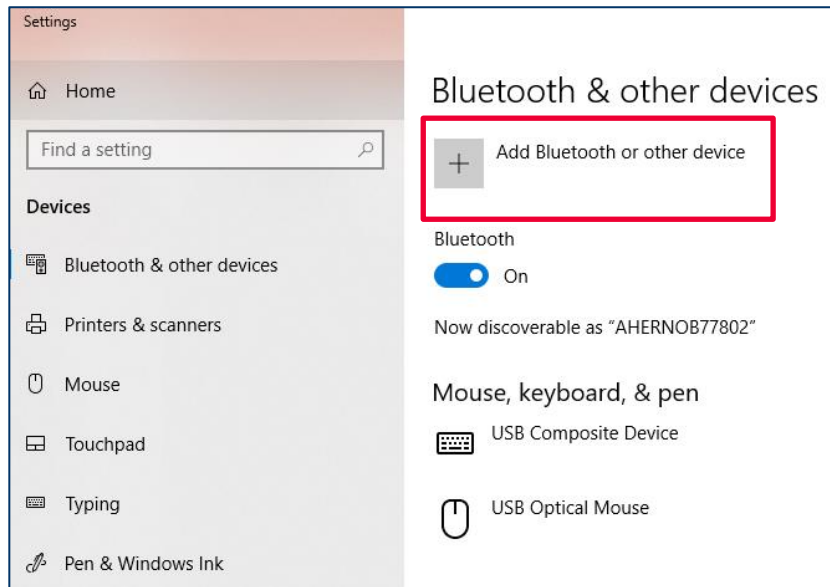 Settings
Home
Find a setting
Devices
Bluetooth & other devices
Printers & scanners
Mouse
Touchpad
Typing
Pen & Windows Ink
Bluetooth & other devices
Add Bluetooth or other device
Bluetooth
On
Now discoverable as “AHERNOB77802”
Mouse, keyboard, & pen
USB Composite Device
USB Optical Mouse